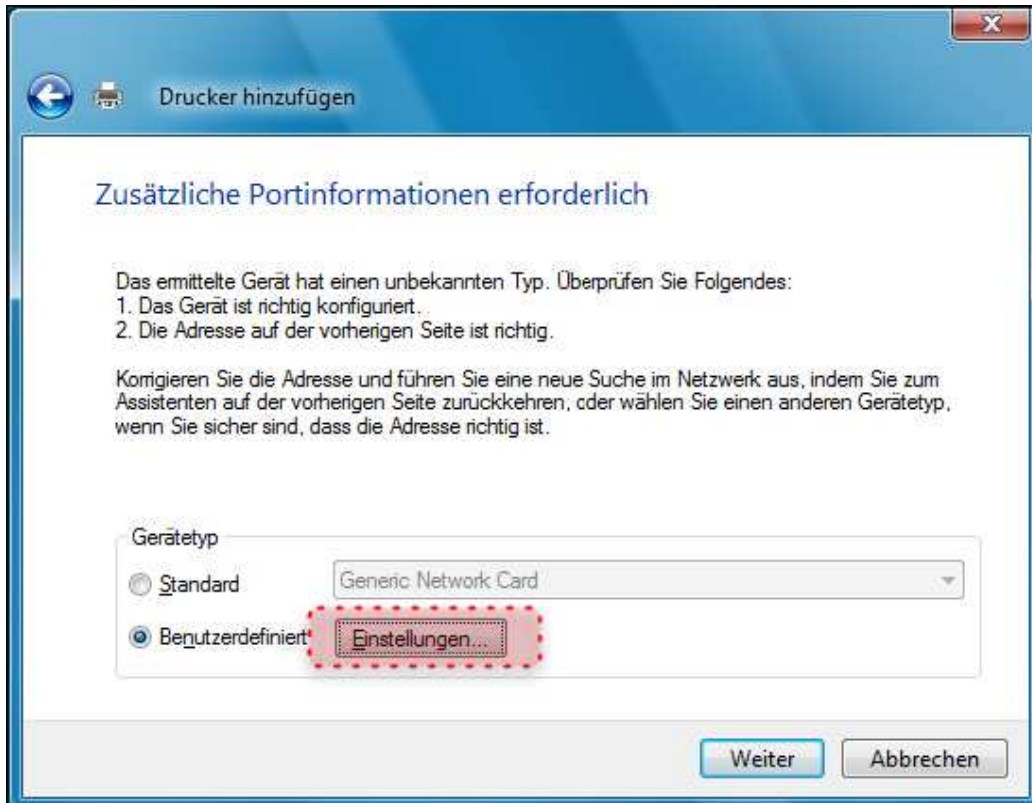 Drucker hinzufügen
Zusätzliche Portinformationen erforderlich
Das ermittelte Gerät hat einen unbekannten Typ. Überprüfen Sie Folgendes:
1. Das Gerät ist richtig konfiguriert.
2. Die Adresse auf der vorherigen Seite ist richtig.
Korrigieren Sie die Adresse und führen Sie eine neue Suche im Netzwerk aus, indem Sie zum
Assistenten auf der vorherigen Seite zurückkehren, oder wählen Sie einen anderen Gerätetyp,
wenn Sie sicher sind, dass die Adresse richtig ist.
Gerätetyp
Standard
Generic Network Card
Benutzerdefiniert
Einstellungen...
Weiter
Abbrechen